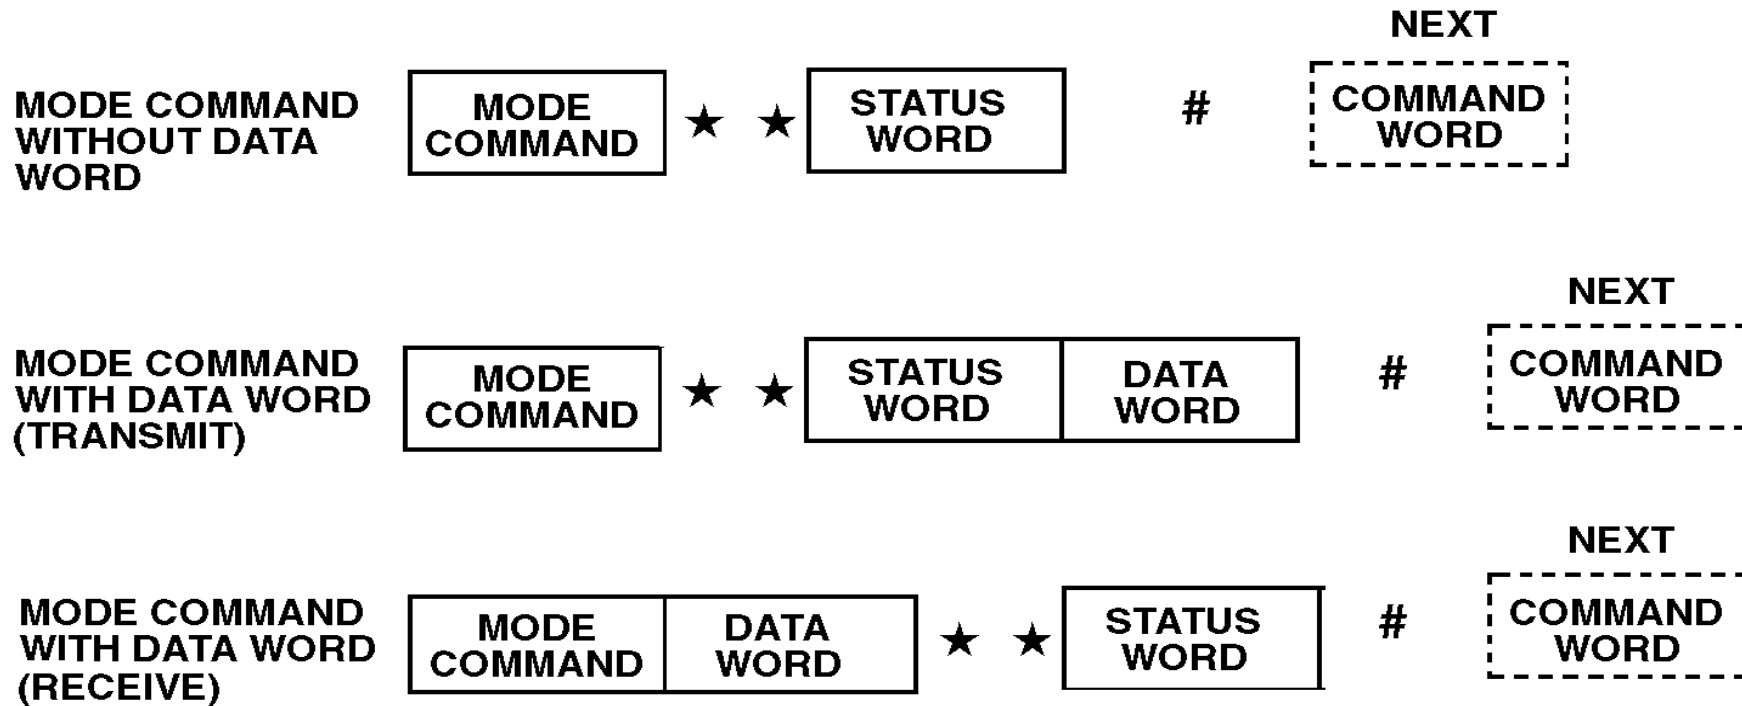 NEXT
MODE COMMAND
WITHOUT DATA
WORD
MODE
COMMAND
★ ★
STATUS
WORD
#
COMMAND
WORD
NEXT
MODE COMMAND
WITH DATA WORD
(TRANSMIT)
MODE
COMMAND
★ ★
STATUS
WORD
DATA
WORD
#
COMMAND
WORD
NEXT
MODE COMMAND
WITH DATA WORD
(RECEIVE)
MODE
COMMAND
DATA
WORD
★ ★
STATUS
WORD
#
COMMAND
WORD